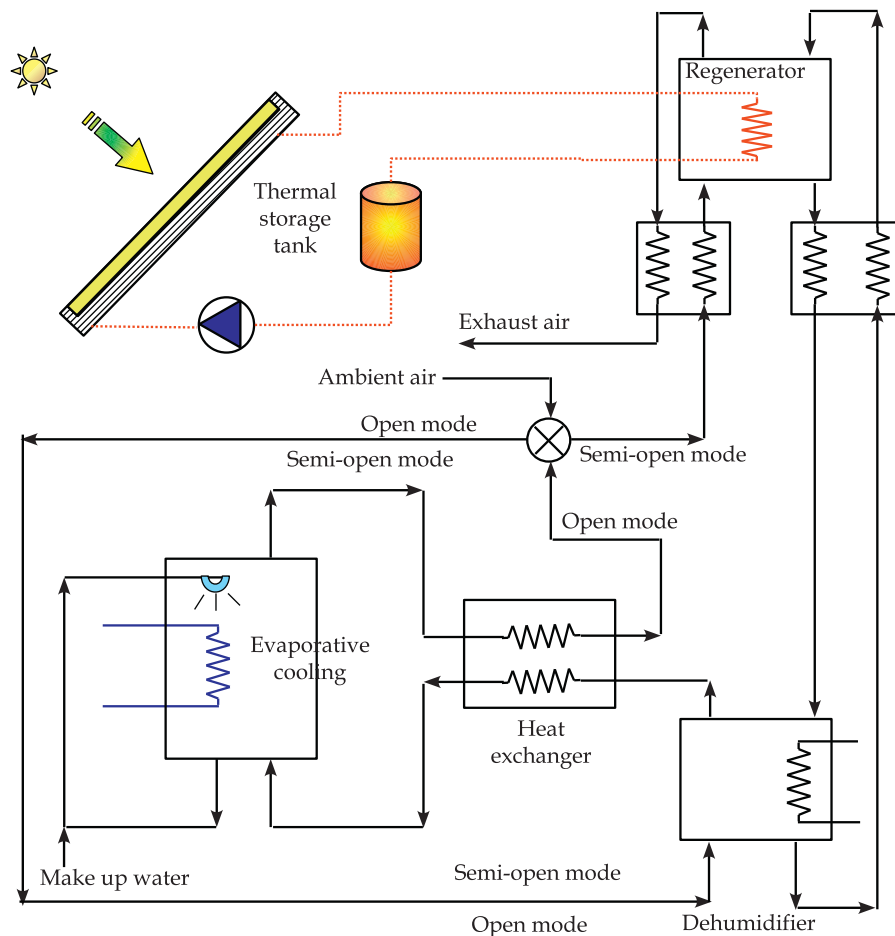 Regenerator
Thermal
storage
tank
Exhaust air
Ambient air
Open mode
Semi-open mode
Semi-open mode
Open mode
Evaporative
cooling
Heat
exchanger
Make up water
Semi-open mode
Open mode
Dehumidifier